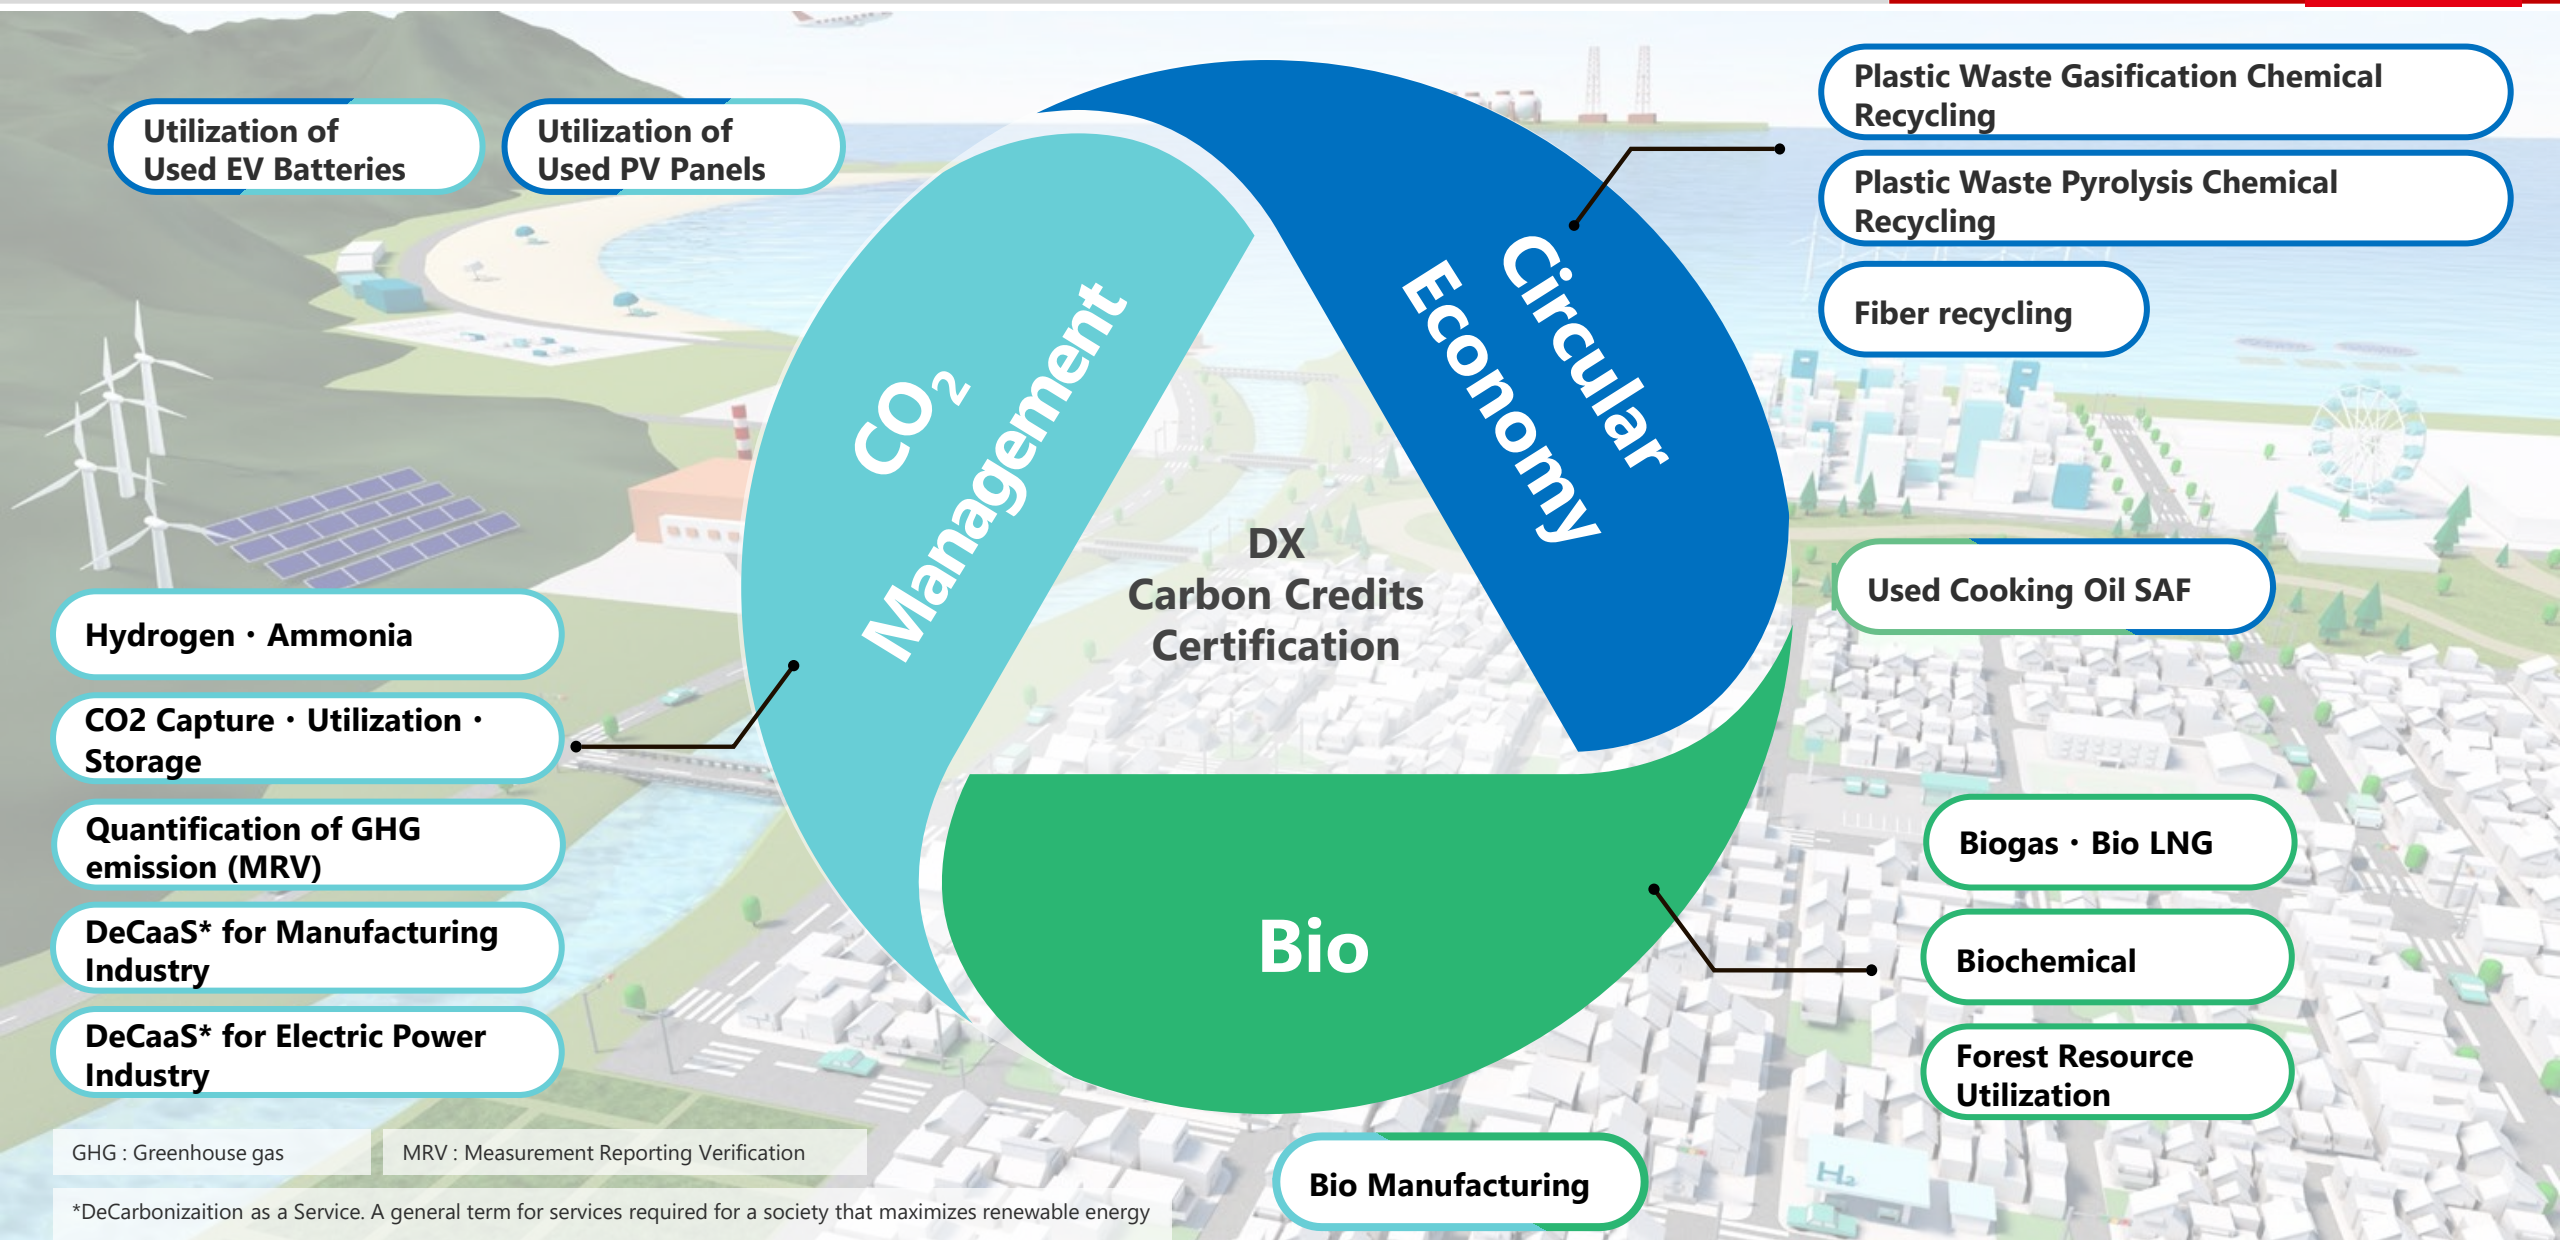 Utilization of
Used EV Batteries
Utilization of
Used PV Panels
Plastic Waste Gasification Chemical
Recycling
Plastic Waste Pyrolysis Chemical
Recycling
Fiber recycling
Circular
Economy
CO₂
Management
DX
Carbon Credits
Certification
Used Cooking Oil SAF
Hydrogen・Ammonia
CO2 Capture・Utilization・
Storage
Quantification of GHG
emission (MRV)
DeCaaS* for Manufacturing
Industry
DeCaaS* for Electric Power
Industry
Bio
Biogas・Bio LNG
Biochemical
Forest Resource
Utilization
Bio Manufacturing
H₂
GHG : Greenhouse gas
MRV : Measurement Reporting Verification
*DeCarbonizaition as a Service. A general term for services required for a society that maximizes renewable energy